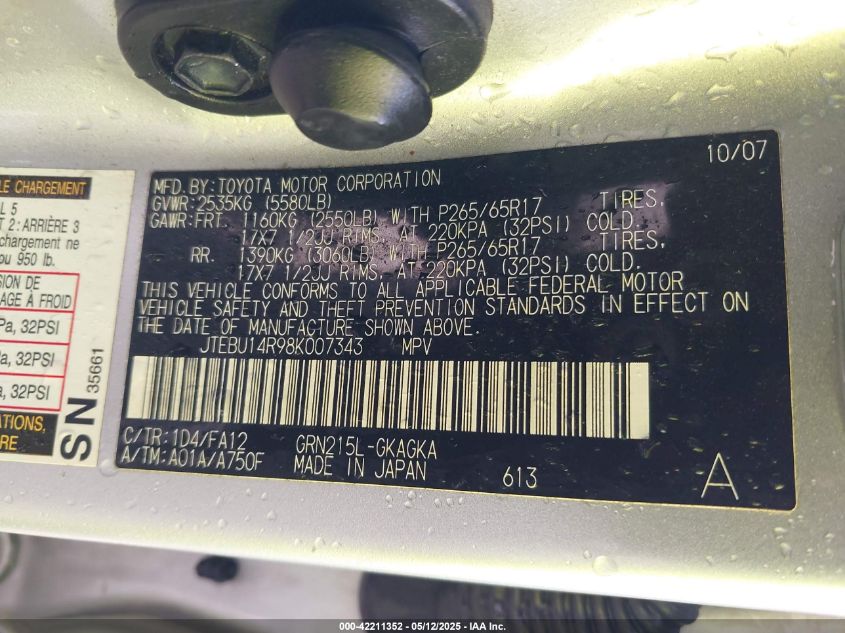 LE CHARGEMENT
L 5
T 2: ARRIÈRE 3
chargement ne
ou 950 lb.
SION DE
LAGE À FROID
Pa, 32PSI
Pa, 32PSI
a, 32PSI
ATIONS,
RE
SN 35661
10/07
MFD. BY: TOYOTA MOTOR CORPORATION
GVWR: 2535KG (5580LB)
GAWR: FRT. 1160KG (2550LB) WITH P265/65R17 TIRES,
17X7 1/2JJ RIMS, AT 220KPA (32PSI) COLD.
RR. 1390KG (3060LB) WITH P265/65R17 TIRES,
17X7 1/2JJ RIMS, AT 220KPA (32PSI) COLD.
THIS VEHICLE CONFORMS TO ALL APPLICABLE FEDERAL MOTOR
VEHICLE SAFETY AND THEFT PREVENTION STANDARDS IN EFFECT ON
THE DATE OF MANUFACTURE SHOWN ABOVE.
JTEBU14R98K007343 MPV
C/TR: 1D4/FA12 GRN215L-GKAGKA
A/TM: A01A/A750F MADE IN JAPAN 613 A
000-42211352 - 05/12/2025 - IAA Inc.